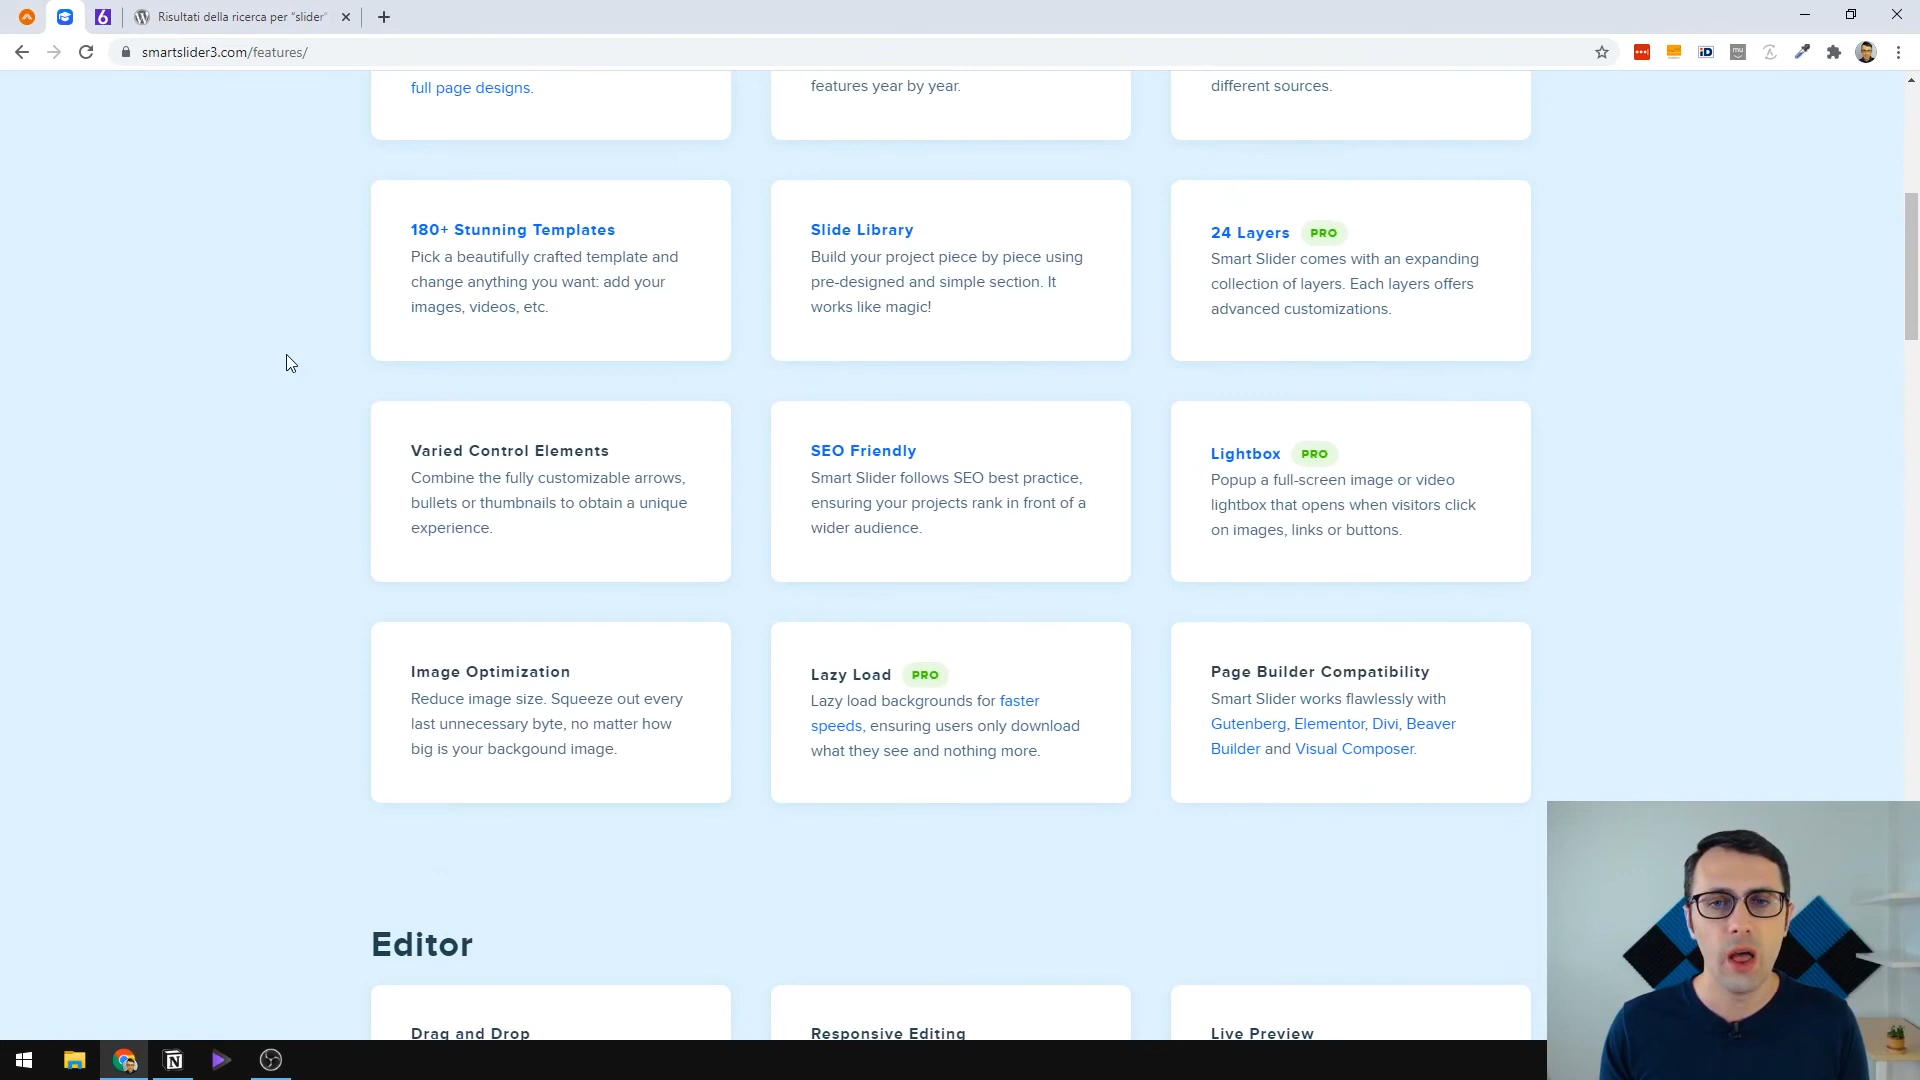 Risultati della ricerca per "slider"
smartslider3.com/features/
full page designs.
features year by year.
different sources.
180+ Stunning Templates
Pick a beautifully crafted template and
change anything you want: add your
images, videos, etc.
Slide Library
Build your project piece by piece using
pre-designed and simple section. It
works like magic!
24 Layers PRO
Smart Slider comes with an expanding
collection of layers. Each layers offers
advanced customizations.
Varied Control Elements
Combine the fully customizable arrows,
bullets or thumbnails to obtain a unique
experience.
SEO Friendly
Smart Slider follows SEO best practice,
ensuring your projects rank in front of a
wider audience.
Lightbox PRO
Popup a full-screen image or video
lightbox that opens when visitors click
on images, links or buttons.
Image Optimization
Reduce image size. Squeeze out every
last unnecessary byte, no matter how
big is your backgound image.
Lazy Load PRO
Lazy load backgrounds for faster
speeds, ensuring users only download
what they see and nothing more.
Page Builder Compatibility
Smart Slider works flawlessly with
Gutenberg, Elementor, Divi, Beaver
Builder and Visual Composer.
Editor
Drag and Drop
Responsive Editing
Live Preview